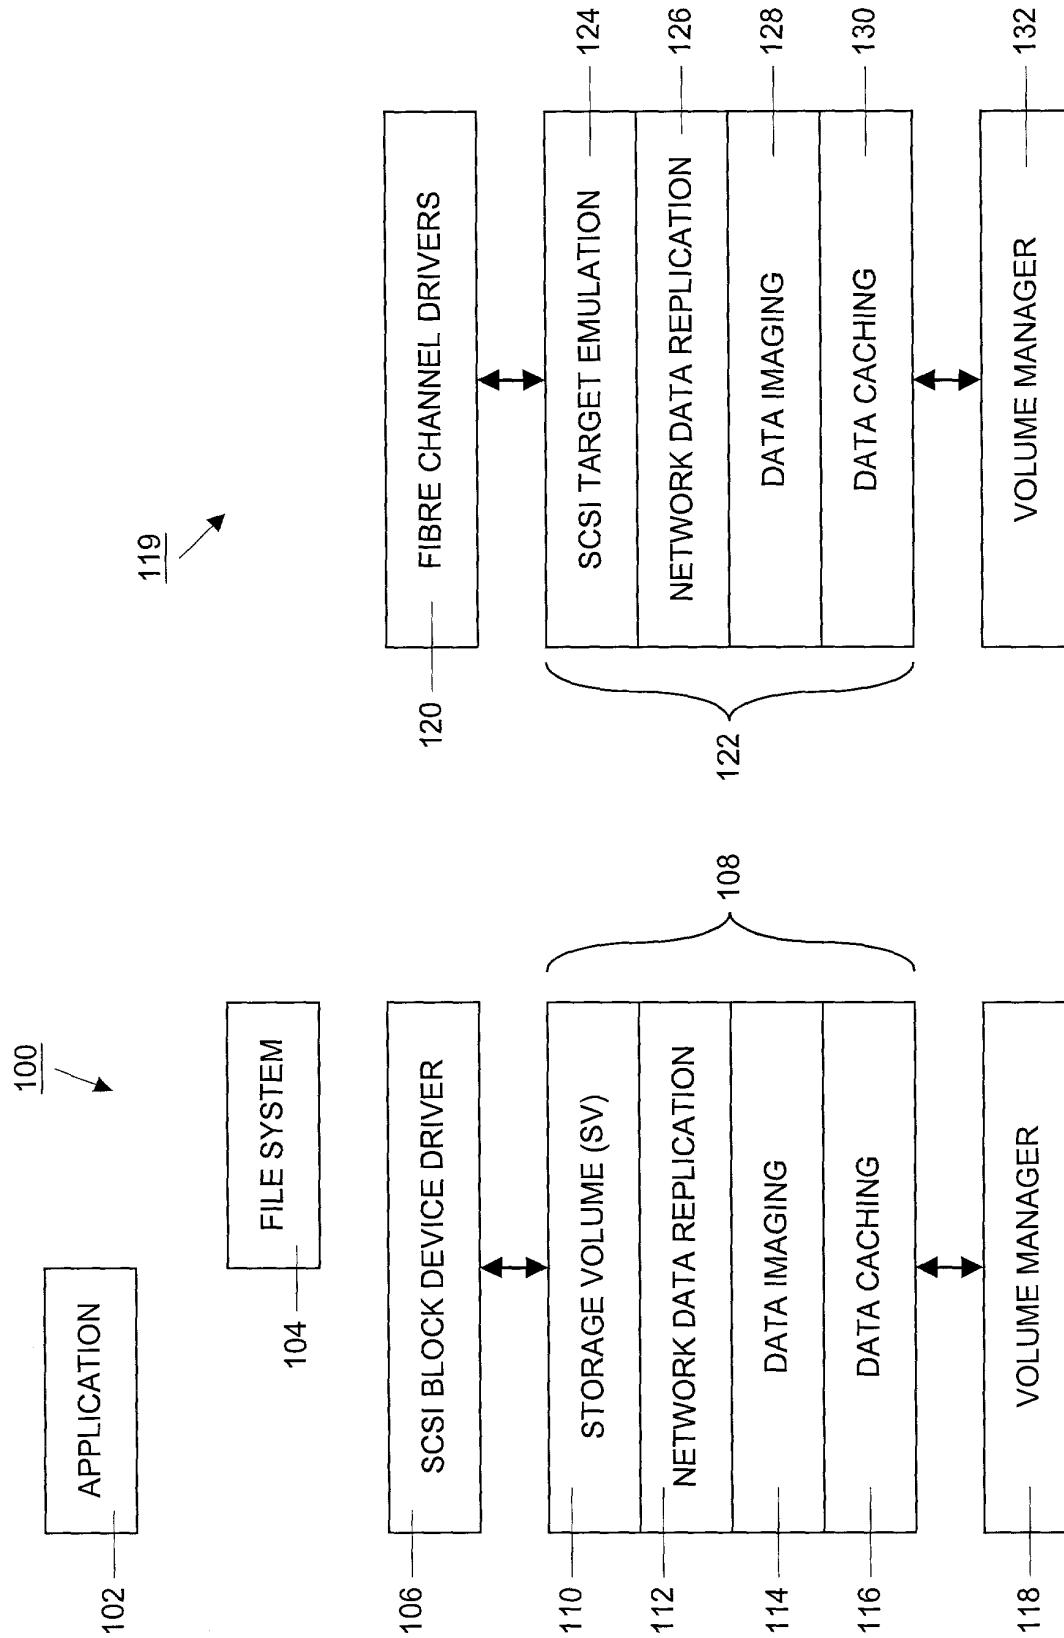 100
APPLICATION
102
FILE SYSTEM
104
SCSI BLOCK DEVICE DRIVER
106
STORAGE VOLUME (SV)
110
NETWORK DATA REPLICATION
112
DATA IMAGING
114
DATA CACHING
116
108
VOLUME MANAGER
118
119
FIBRE CHANNEL DRIVERS
120
SCSI TARGET EMULATION
124
NETWORK DATA REPLICATION
126
DATA IMAGING
128
DATA CACHING
130
122
VOLUME MANAGER
132